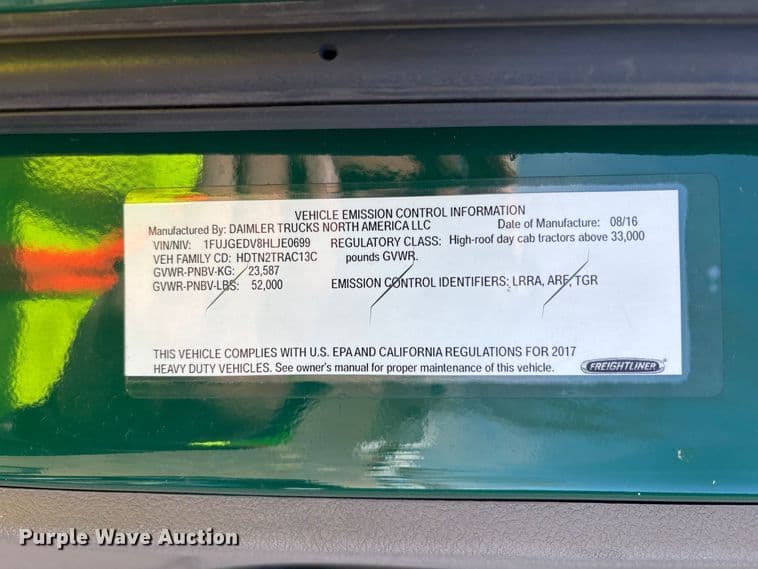 VEHICLE EMISSION CONTROL INFORMATION
Manufactured By: DAIMLER TRUCKS NORTH AMERICA LLC Date of Manufacture: 08/16
VIN/NIV: 1FUJGEDV8HLJE0699 REGULATORY CLASS: High-roof day cab tractors above 33,000
VEH FAMILY CD: HDTN2TRAC13C pounds GVWR.
GVWR-PNBV-KG: 23,587
GVWR-PNBV-LBS: 52,000 EMISSION CONTROL IDENTIFIERS: LRRA, ARF, TGR
THIS VEHICLE COMPLIES WITH U.S. EPA AND CALIFORNIA REGULATIONS FOR 2017
HEAVY DUTY VEHICLES. See owner's manual for proper maintenance of this vehicle. FREIGHTLINER
Purple Wave Auction